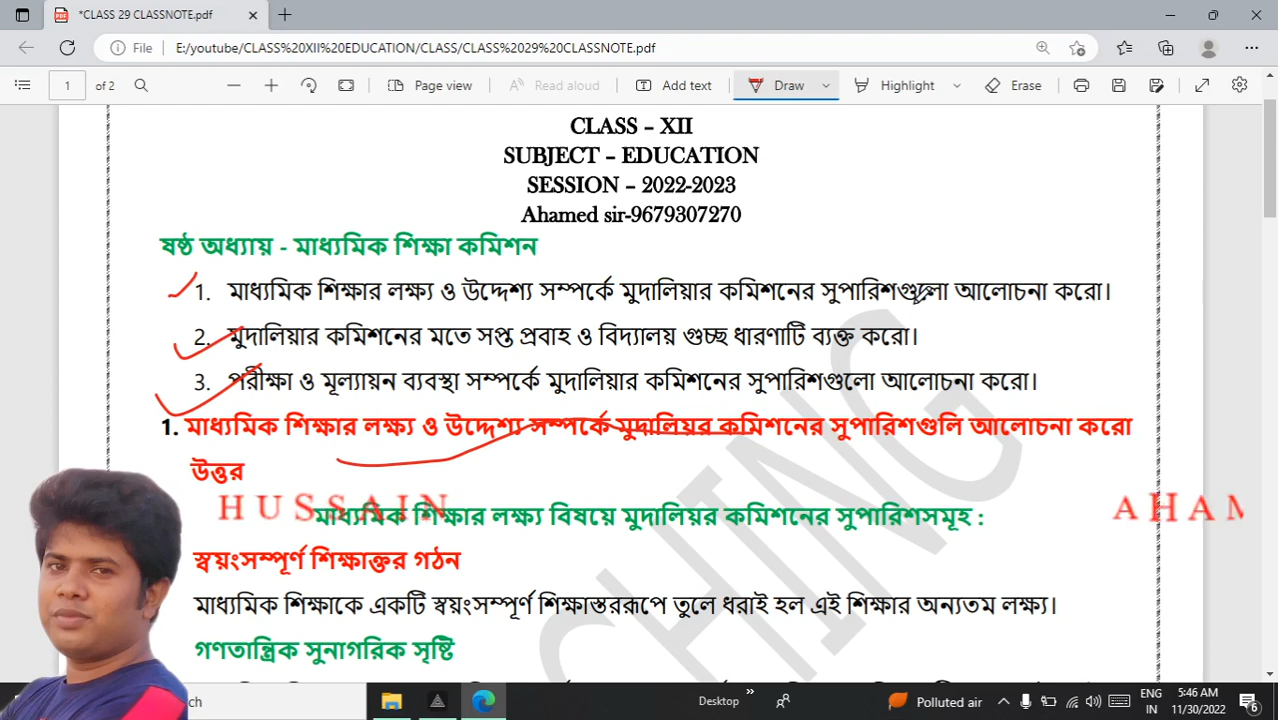 *CLASS 29 CLASSNOTE.pdf
File E:/youtube/CLASS%20XII%20EDUCATION/CLASS/CLASS%2029%20CLASSNOTE.pdf
1 of 2 Page view Read aloud Add text Draw Highlight Erase
CLASS – XII
SUBJECT – EDUCATION
SESSION – 2022-2023
Ahamed sir-9679307270
ষষ্ঠ অধ্যায় - মাধ্যমিক শিক্ষা কমিশন
1. মাধ্যমিক শিক্ষার লক্ষ্য ও উদ্দেশ্য সম্পর্কে মুদালিয়ার কমিশনের সুপারিশগুলো আলোচনা করো।
2. মুদালিয়ার কমিশনের মতে সপ্ত প্রবাহ ও বিদ্যালয় গুচ্ছ ধারণাটি ব্যক্ত করো।
3. পরীক্ষা ও মূল্যায়ন ব্যবস্থা সম্পর্কে মুদালিয়ার কমিশনের সুপারিশগুলো আলোচনা করো।
1. মাধ্যমিক শিক্ষার লক্ষ্য ও উদ্দেশ্য সম্পর্কে মুদালিয়র কমিশনের সুপারিশগুলি আলোচনা করো
উত্তর
HUSSAIN AHAM
মাধ্যমিক শিক্ষার লক্ষ্য বিষয়ে মুদালিয়র কমিশনের সুপারিশসমূহ :
স্বয়ংসম্পূর্ণ শিক্ষাস্তর গঠন
মাধ্যমিক শিক্ষাকে একটি স্বয়ংসম্পূর্ণ শিক্ষাস্তররূপে তুলে ধরাই হল এই শিক্ষার অন্যতম লক্ষ্য।
গণতান্ত্রিক সুনাগরিক সৃষ্টি
CHING
rch Desktop Polluted air ENG 5:46 AM
IN 11/30/2022 6